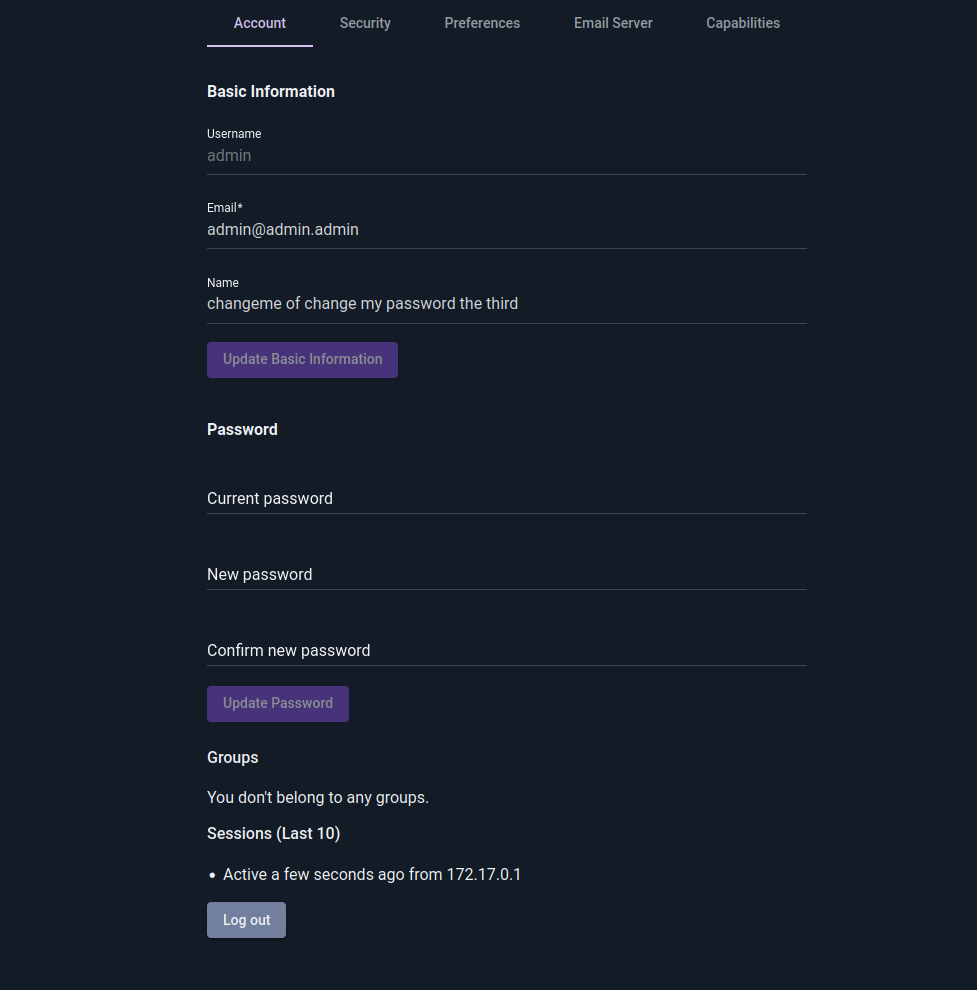 Account Security Preferences Email Server Capabilities
Basic Information
Username
admin
Email*
admin@admin.admin
Name
changeme of change my password the third
Update Basic Information
Password
Current password
New password
Confirm new password
Update Password
Groups
You don't belong to any groups.
Sessions (Last 10)
• Active a few seconds ago from 172.17.0.1
Log out